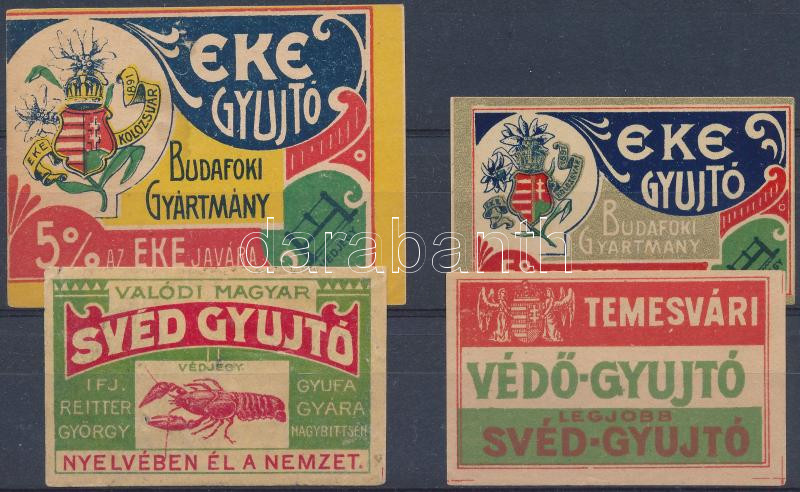 EKE
GYUJTÓ
1891
EKE KOLOZSVÁR
BUDAFOKI
GYÁRTMÁNY
5% AZ EKE JAVÁRA
EKE
GYUJTÓ
BUDAFOKI
GYÁRTMÁNY
darabanth
VALÓDI MAGYAR
SVÉD GYUJTÓ
VÉDJEGY
IFJ.
REITTER
GYÖRGY
GYUFA
GYÁRA
NAGYBITTSÉN
NYELVÉBEN ÉL A NEMZET.
TEMESVÁRI
VÉDŐ-GYUJTÓ
LEGJOBB
SVÉD-GYUJTÓ